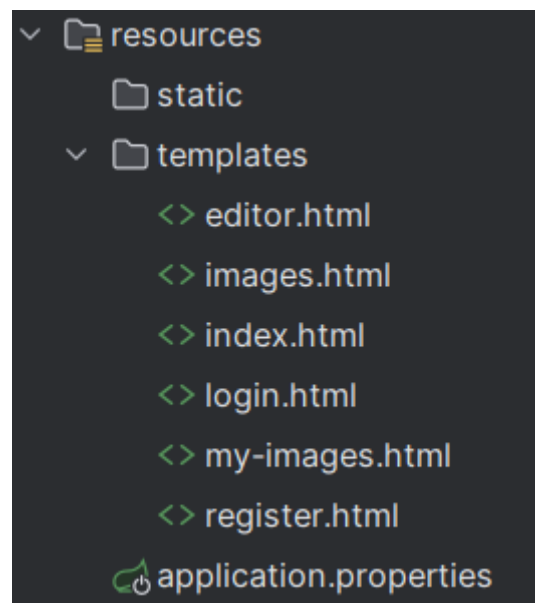 resources
static
templates
editor.html
images.html
index.html
login.html
my-images.html
register.html
application.properties